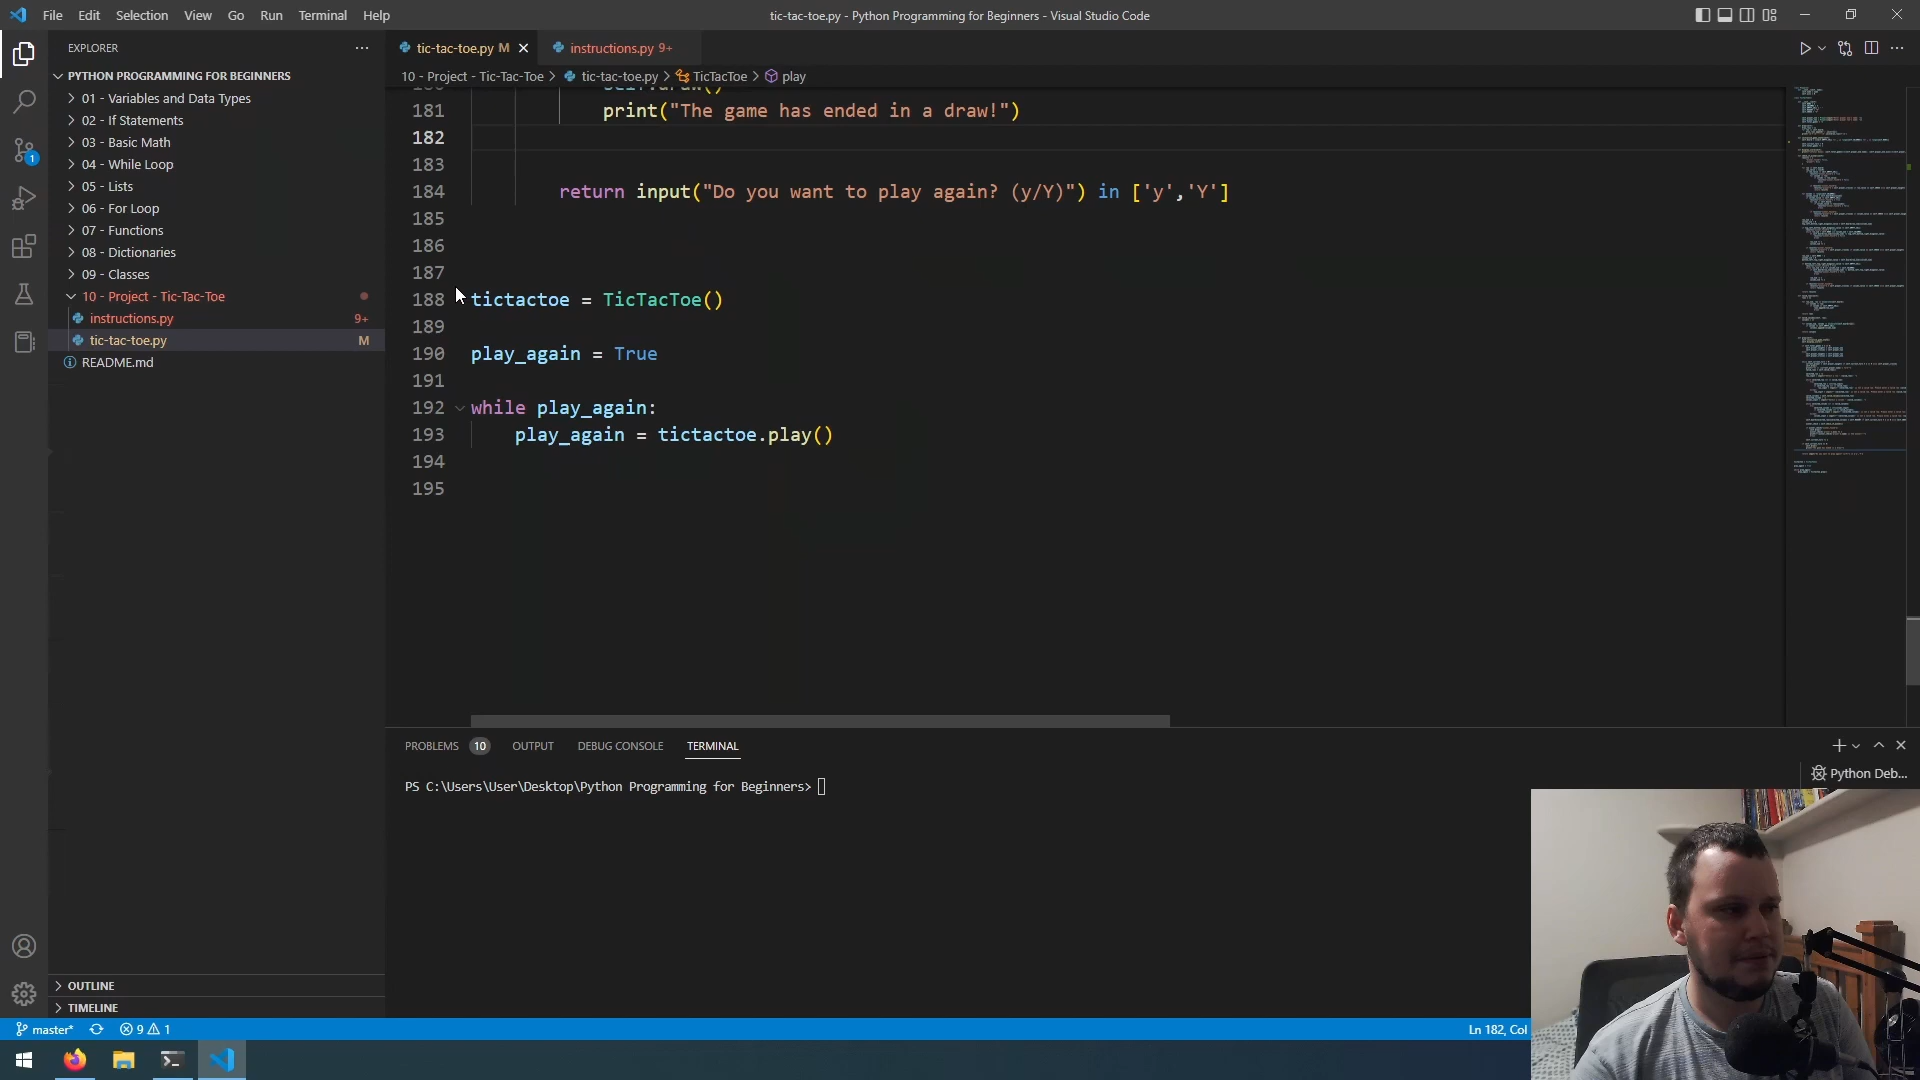 File Edit Selection View Go Run Terminal Help
tic-tac-toe.py - Python Programming for Beginners - Visual Studio Code
EXPLORER
PYTHON PROGRAMMING FOR BEGINNERS
01 - Variables and Data Types
02 - If Statements
03 - Basic Math
04 - While Loop
05 - Lists
06 - For Loop
07 - Functions
08 - Dictionaries
09 - Classes
10 - Project - Tic-Tac-Toe
instructions.py 9+
tic-tac-toe.py M
README.md
OUTLINE
TIMELINE
tic-tac-toe.py M
instructions.py 9+
10 - Project - Tic-Tac-Toe > tic-tac-toe.py > TicTacToe > play
self.draw()
181 print("The game has ended in a draw!")
182
183
184 return input("Do you want to play again? (y/Y)") in ['y','Y']
185
186
187
188 tictactoe = TicTacToe()
189
190 play_again = True
191
192 while play_again:
193 play_again = tictactoe.play()
194
195
PROBLEMS 10 OUTPUT DEBUG CONSOLE TERMINAL
Python Deb...
PS C:\Users\User\Desktop\Python Programming for Beginners>
1
master* 9 1
Ln 182, Col